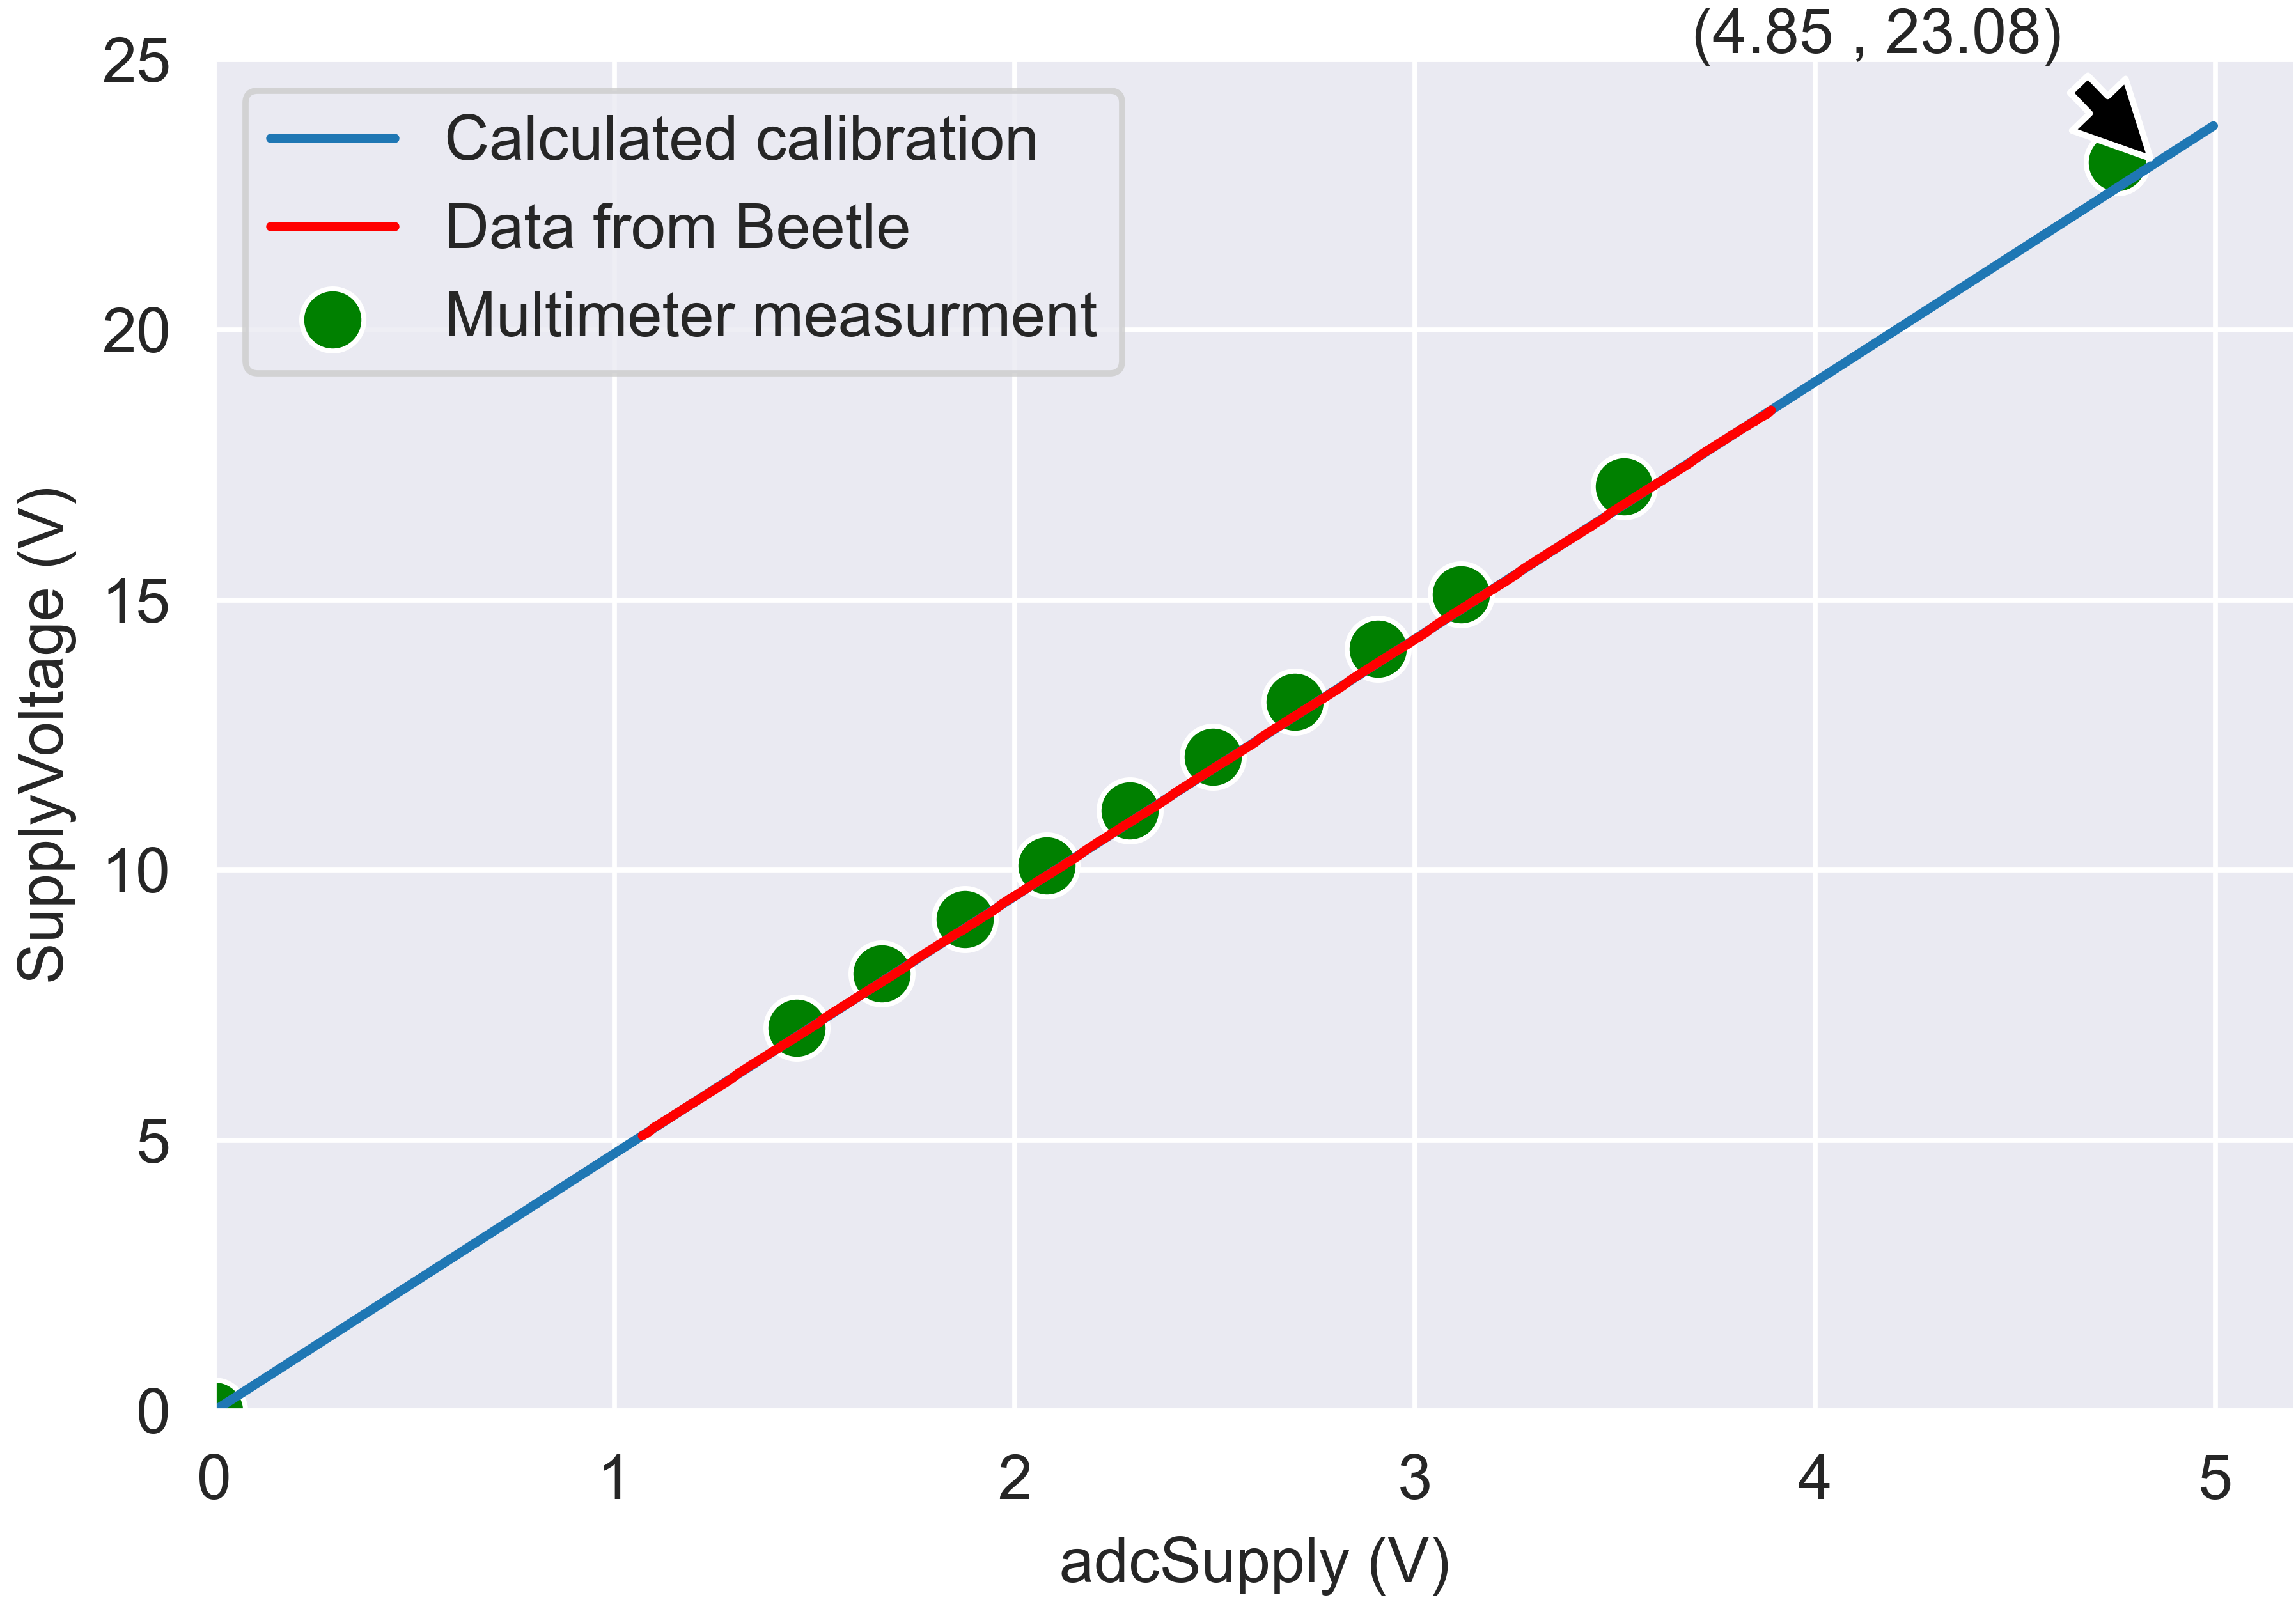 (4.85 , 23.08)
25
Calculated calibration
Data from Beetle
Multimeter measurment
20
15
10
5
0
SupplyVoltage (V)
0 1 2 3 4 5
adcSupply (V)